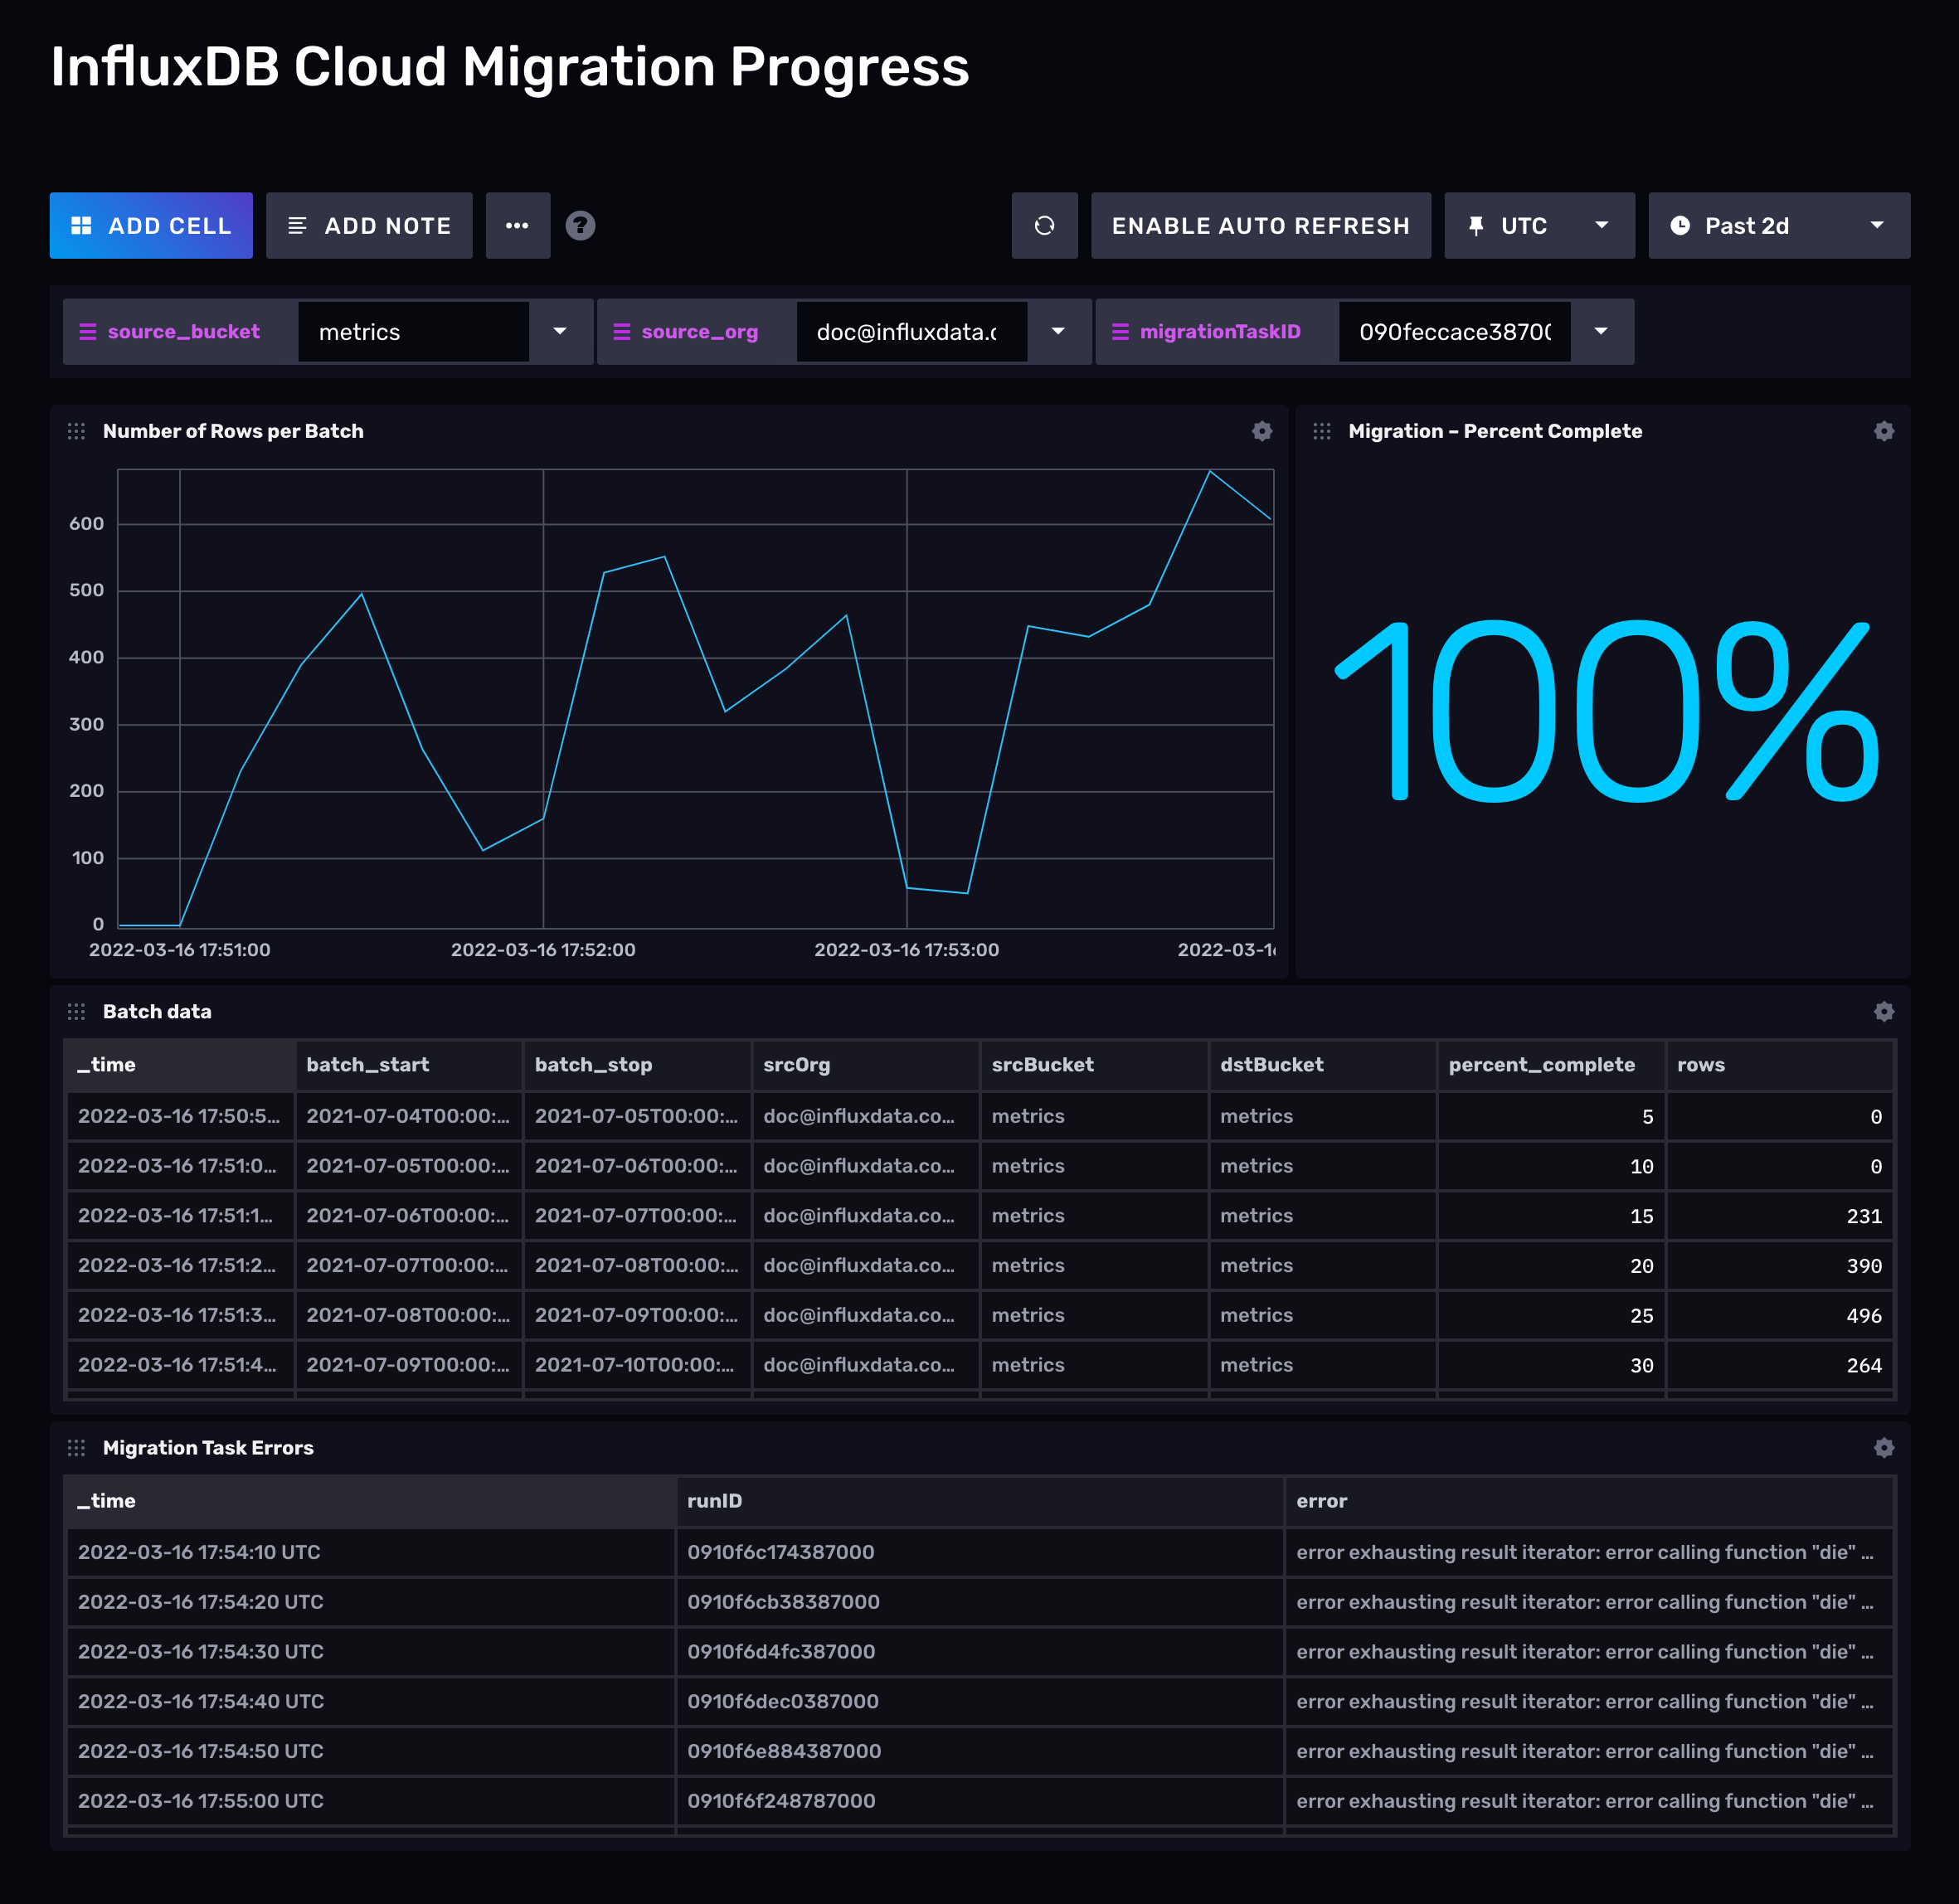 InfluxDB Cloud Migration Progress
ADD CELL ADD NOTE ... ? ENABLE AUTO REFRESH UTC Past 2d
source_bucket metrics source_org doc@influxdata.c migrationTaskID 090feccace3870
Number of Rows per Batch
600
500
400
300
200
100
0
2022-03-16 17:51:00 2022-03-16 17:52:00 2022-03-16 17:53:00 2022-03-1
Migration – Percent Complete
100%
Batch data
_time batch_start batch_stop srcOrg srcBucket dstBucket percent_complete rows
2022-03-16 17:50:5... 2021-07-04T00:00:... 2021-07-05T00:00:... doc@influxdata.co... metrics metrics 5 0
2022-03-16 17:51:0... 2021-07-05T00:00:... 2021-07-06T00:00:... doc@influxdata.co... metrics metrics 10 0
2022-03-16 17:51:1... 2021-07-06T00:00:... 2021-07-07T00:00:... doc@influxdata.co... metrics metrics 15 231
2022-03-16 17:51:2... 2021-07-07T00:00:... 2021-07-08T00:00:... doc@influxdata.co... metrics metrics 20 390
2022-03-16 17:51:3... 2021-07-08T00:00:... 2021-07-09T00:00:... doc@influxdata.co... metrics metrics 25 496
2022-03-16 17:51:4... 2021-07-09T00:00:... 2021-07-10T00:00:... doc@influxdata.co... metrics metrics 30 264
Migration Task Errors
_time runID error
2022-03-16 17:54:10 UTC 0910f6c174387000 error exhausting result iterator: error calling function "die" ...
2022-03-16 17:54:20 UTC 0910f6cb38387000 error exhausting result iterator: error calling function "die" ...
2022-03-16 17:54:30 UTC 0910f6d4fc387000 error exhausting result iterator: error calling function "die" ...
2022-03-16 17:54:40 UTC 0910f6dec0387000 error exhausting result iterator: error calling function "die" ...
2022-03-16 17:54:50 UTC 0910f6e884387000 error exhausting result iterator: error calling function "die" ...
2022-03-16 17:55:00 UTC 0910f6f248787000 error exhausting result iterator: error calling function "die" ...